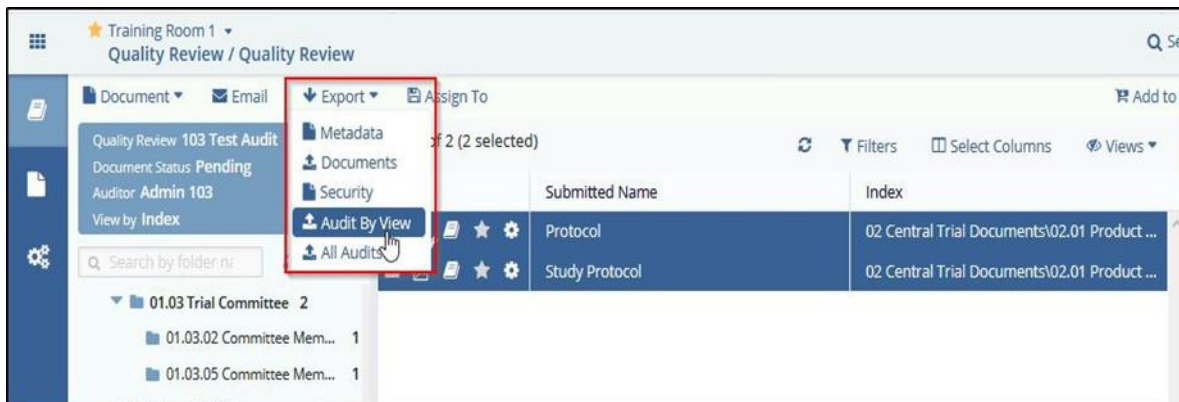 Training Room 1
Quality Review / Quality Review
Document Email Export Assign To Add to
Quality Review 103 Test Audit
Document Status Pending
Auditor Admin 103
View by Index
Metadata
Documents
Security
Audit By View
All Audits
of 2 (2 selected)
Filters Select Columns Views
Submitted Name Index
Protocol 02 Central Trial Documents\02.01 Product ...
Study Protocol 02 Central Trial Documents\02.01 Product ...
Search by folder na
01.03 Trial Committee 2
01.03.02 Committee Mem... 1
01.03.05 Committee Mem... 1